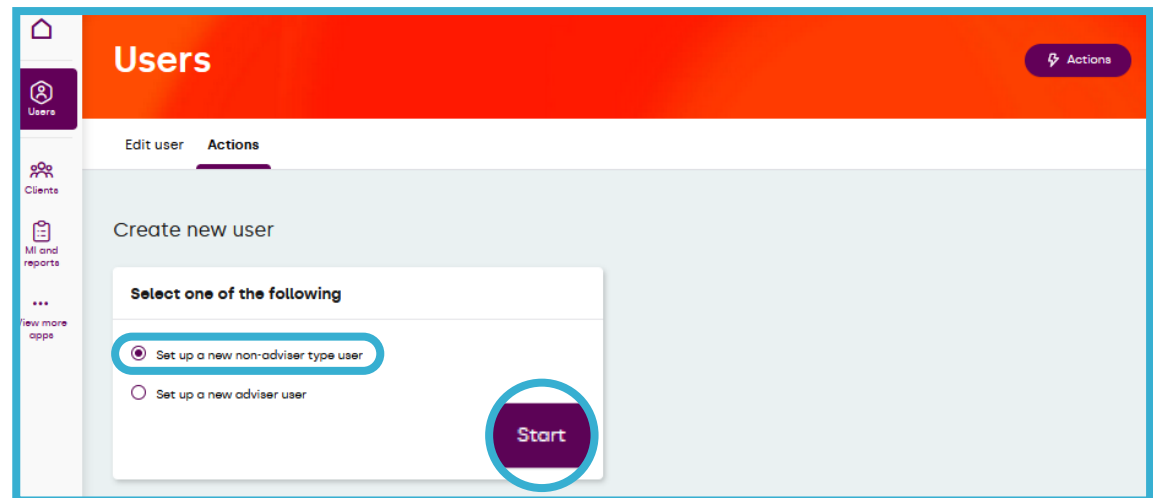 Users
Actions
Users
Edit user Actions
Clients
MI and
reports
Create new user
Select one of the following
View more
apps
Set up a new non-adviser type user
Set up a new adviser user
Start